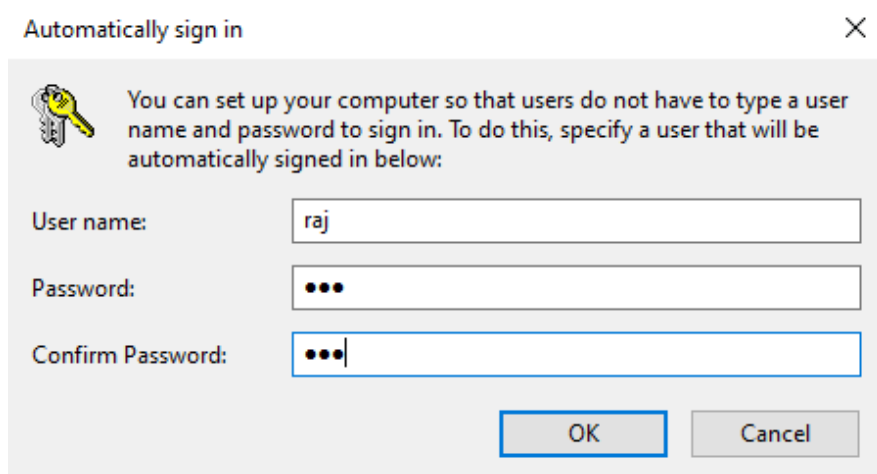 Automatically sign in
You can set up your computer so that users do not have to type a user
name and password to sign in. To do this, specify a user that will be
automatically signed in below:
User name: raj
Password: ●●●
Confirm Password: ●●●
OK Cancel